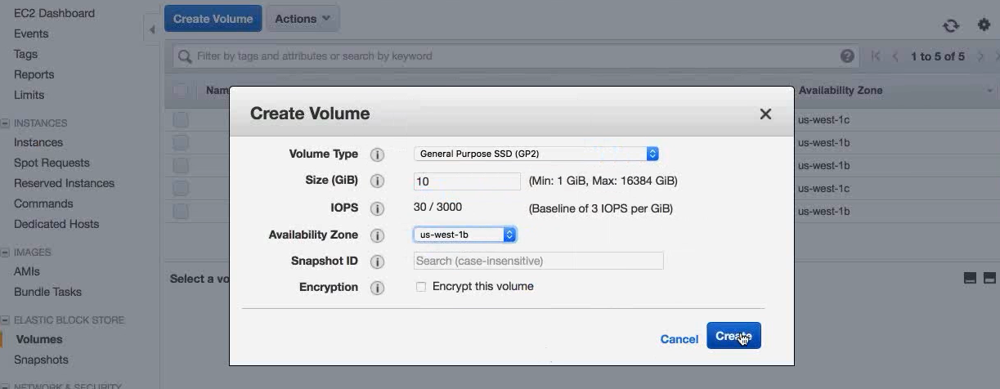 EC2 Dashboard
Events
Tags
Reports
Limits
INSTANCES
Instances
Spot Requests
Reserved Instances
Commands
Dedicated Hosts
IMAGES
AMIs
Bundle Tasks
ELASTIC BLOCK STORE
Volumes
Snapshots
NETWORK & SECURITY
Create Volume Actions
Filter by tags and attributes or search by keyword
1 to 5 of 5
Nam Availability Zone
us-west-1c
us-west-1b
us-west-1b
us-west-1c
us-west-1b
Select a vo
Create Volume
Volume Type General Purpose SSD (GP2)
Size (GiB) 10 (Min: 1 GiB, Max: 16384 GiB)
IOPS 30 / 3000 (Baseline of 3 IOPS per GiB)
Availability Zone us-west-1b
Snapshot ID Search (case-insensitive)
Encryption Encrypt this volume
Cancel Create